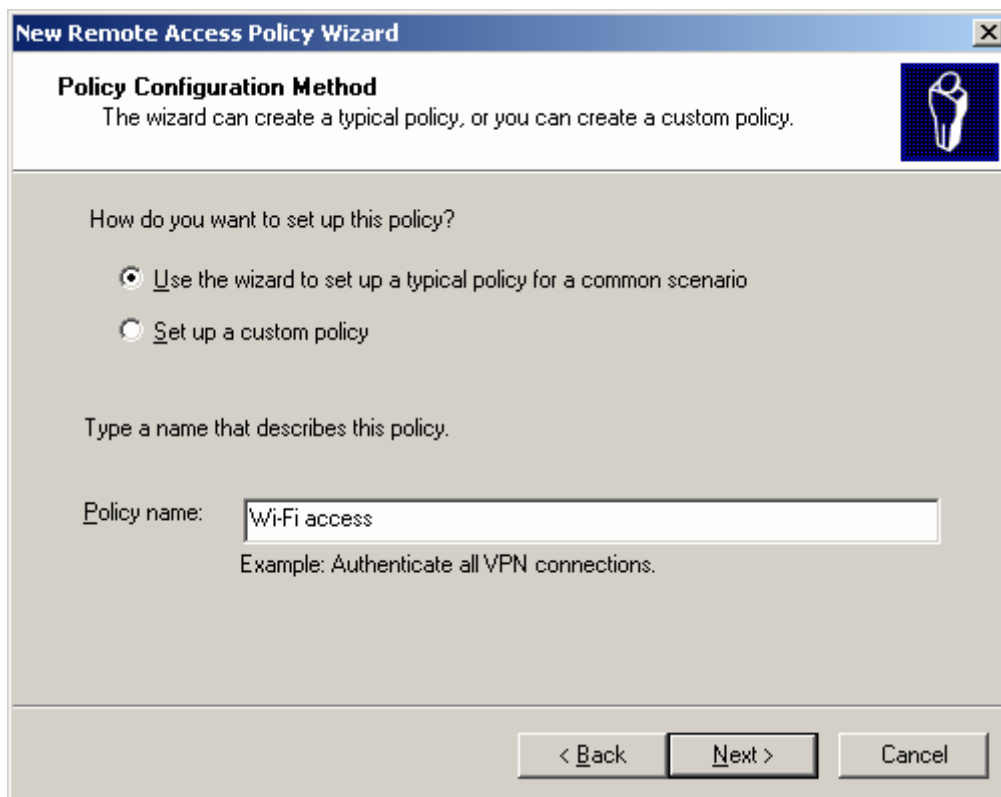 New Remote Access Policy Wizard
Policy Configuration Method
The wizard can create a typical policy, or you can create a custom policy.
How do you want to set up this policy?
Use the wizard to set up a typical policy for a common scenario
Set up a custom policy
Type a name that describes this policy.
Policy name: Wi-Fi access
Example: Authenticate all VPN connections.
< Back Next > Cancel